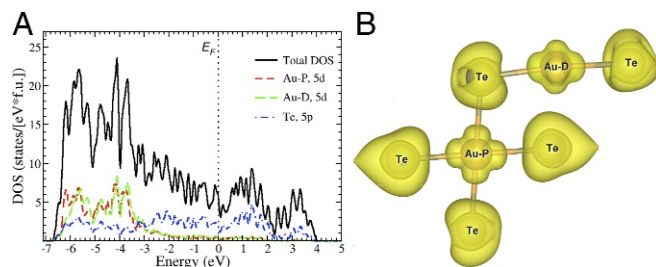 A
B
E_F
25
20
15
10
5
DOS (states/[eV*f.u.]
Total DOS
Au-P, 5d
Au-D, 5d
Te, 5p
-7 -6 -5 -4 -3 -2 -1 0 1 2 3 4 5
Energy (eV)
Te
Au-D
Te
Te
Au-P
Te
Te